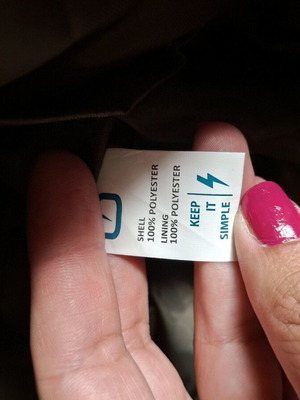 SHELL
100% POLYESTER
LINING
100% POLYESTER
KEEP
IT
SIMPLE